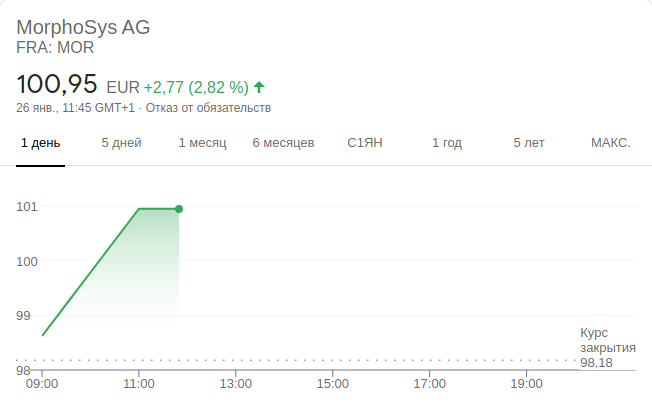 MorphoSys AG
FRA: MOR
100,95 EUR +2,77 (2,82 %)
26 янв., 11:45 GMT+1 · Отказ от обязательств
1 день 5 дней 1 месяц 6 месяцев С1ЯН 1 год 5 лет МАКС.
101
100
99
Курс
закрытия
98,18
98
09:00 11:00 13:00 15:00 17:00 19:00